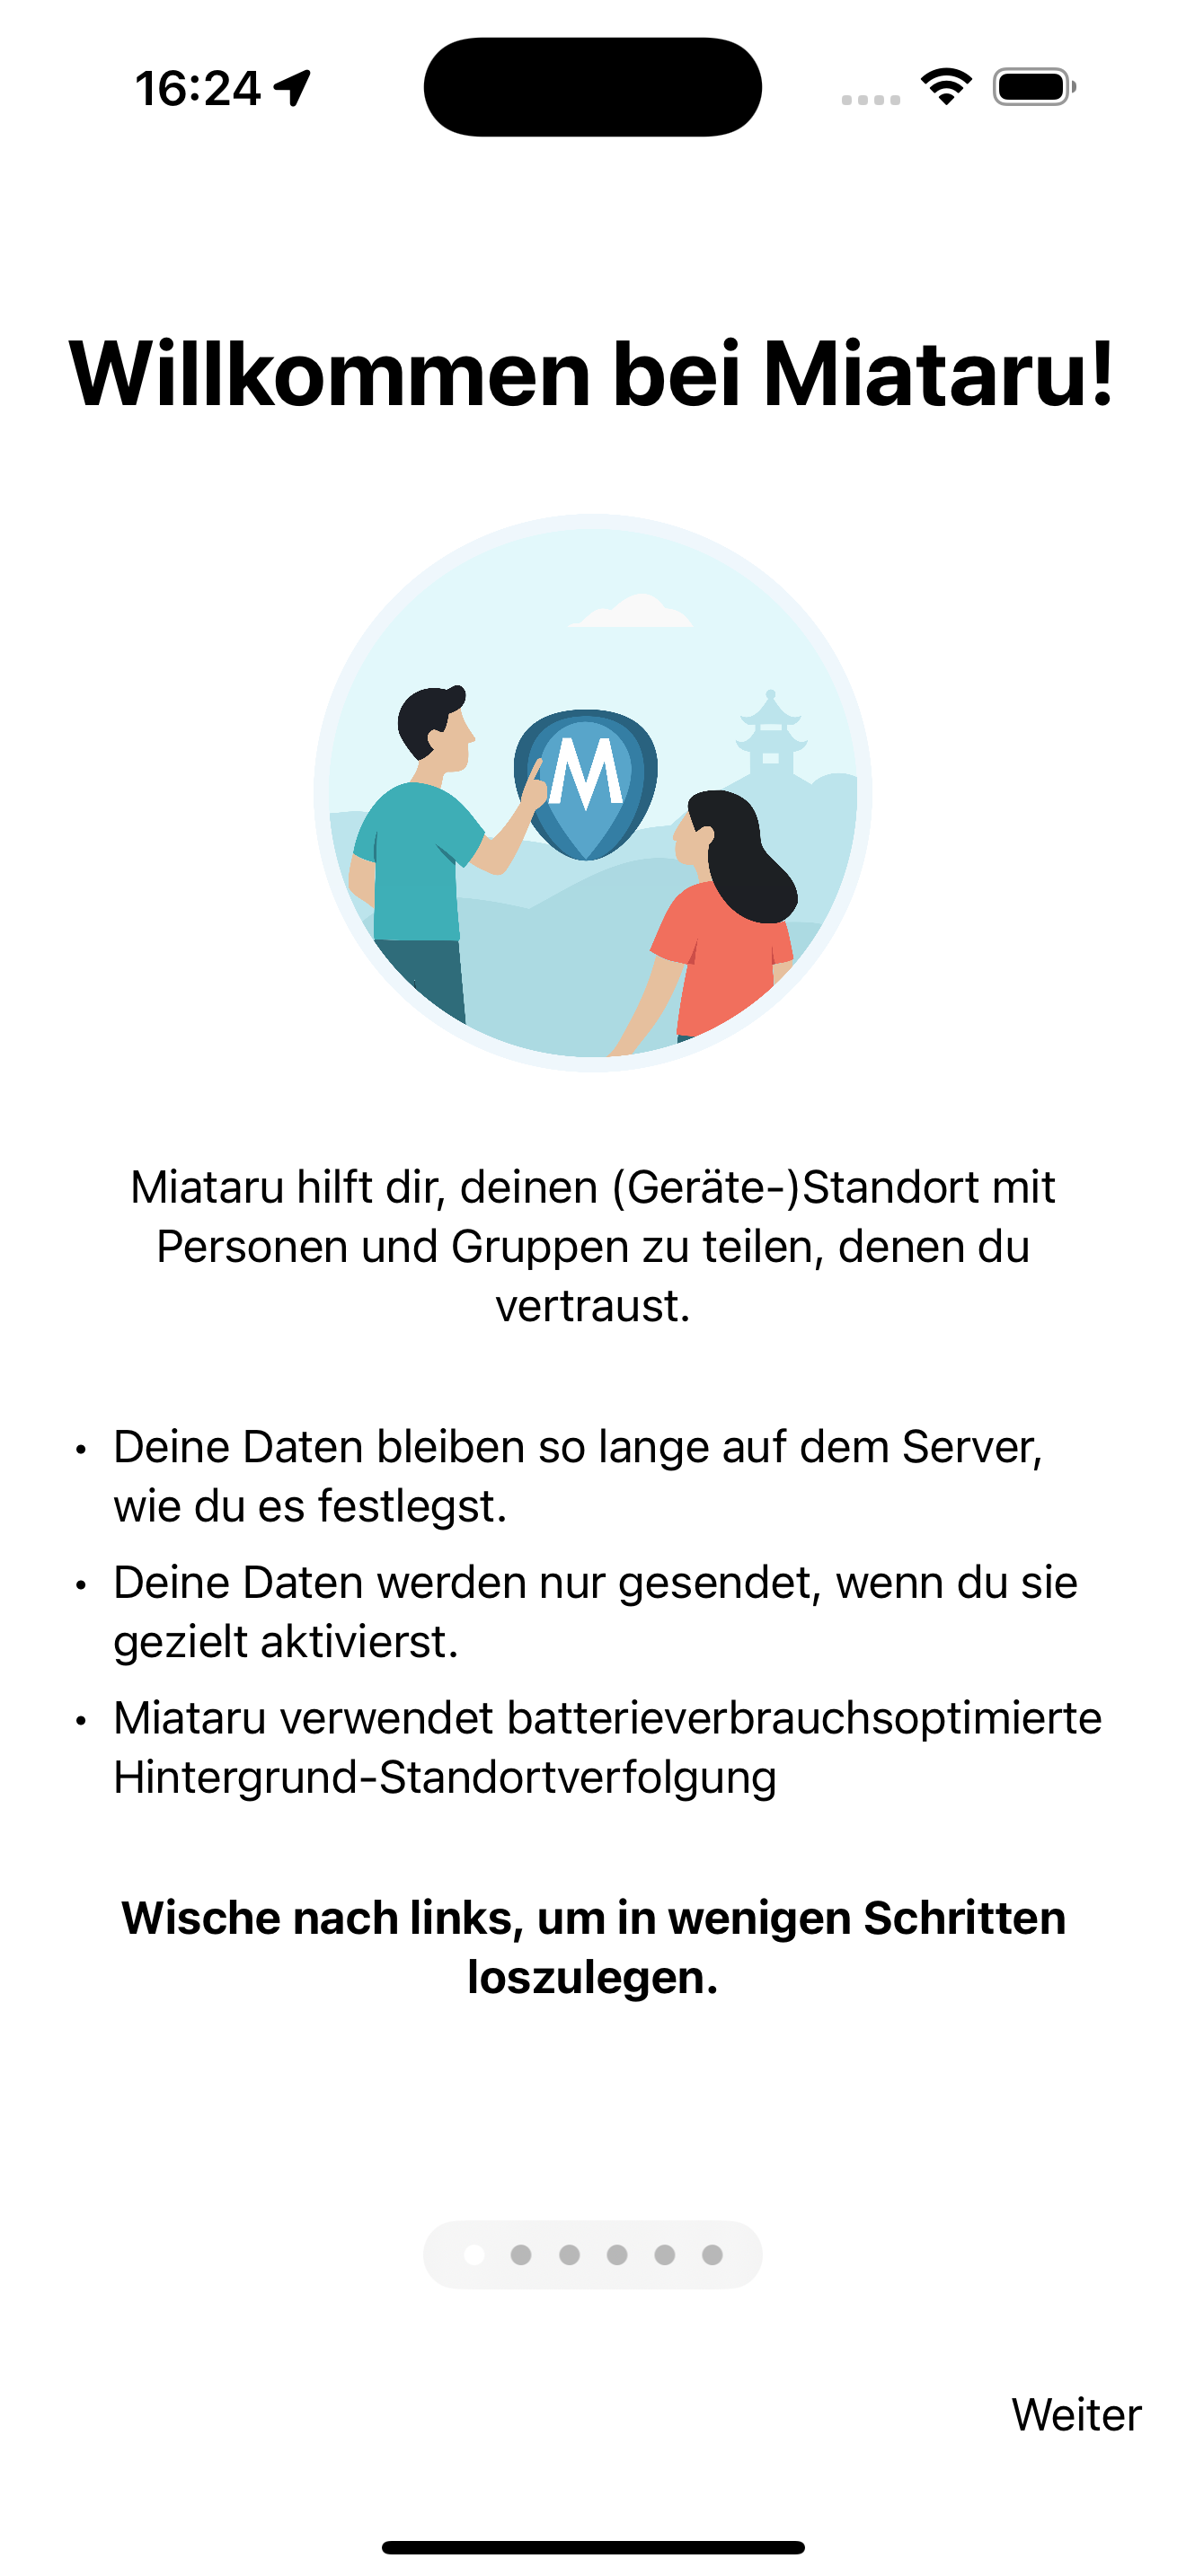 16:24
Willkommen bei Miataru!
M
Miataru hilft dir, deinen (Geräte-)Standort mit
Personen und Gruppen zu teilen, denen du
vertraust.
• Deine Daten bleiben so lange auf dem Server,
wie du es festlegst.
• Deine Daten werden nur gesendet, wenn du sie
gezielt aktivierst.
• Miataru verwendet batterieverbrauchsoptimierte
Hintergrund-Standortverfolgung
Wische nach links, um in wenigen Schritten
loszulegen.
Weiter